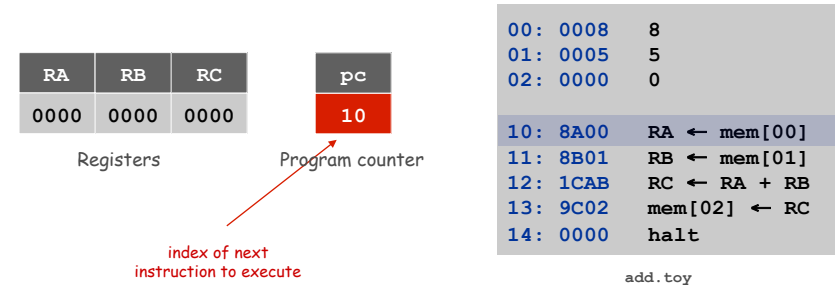 RA RB RC
0000 0000 0000
Registers
pc
10
Program counter
index of next
instruction to execute
00: 0008 8
01: 0005 5
02: 0000 0
10: 8A00 RA ← mem[00]
11: 8B01 RB ← mem[01]
12: 1CAB RC ← RA + RB
13: 9C02 mem[02] ← RC
14: 0000 halt
add.toy